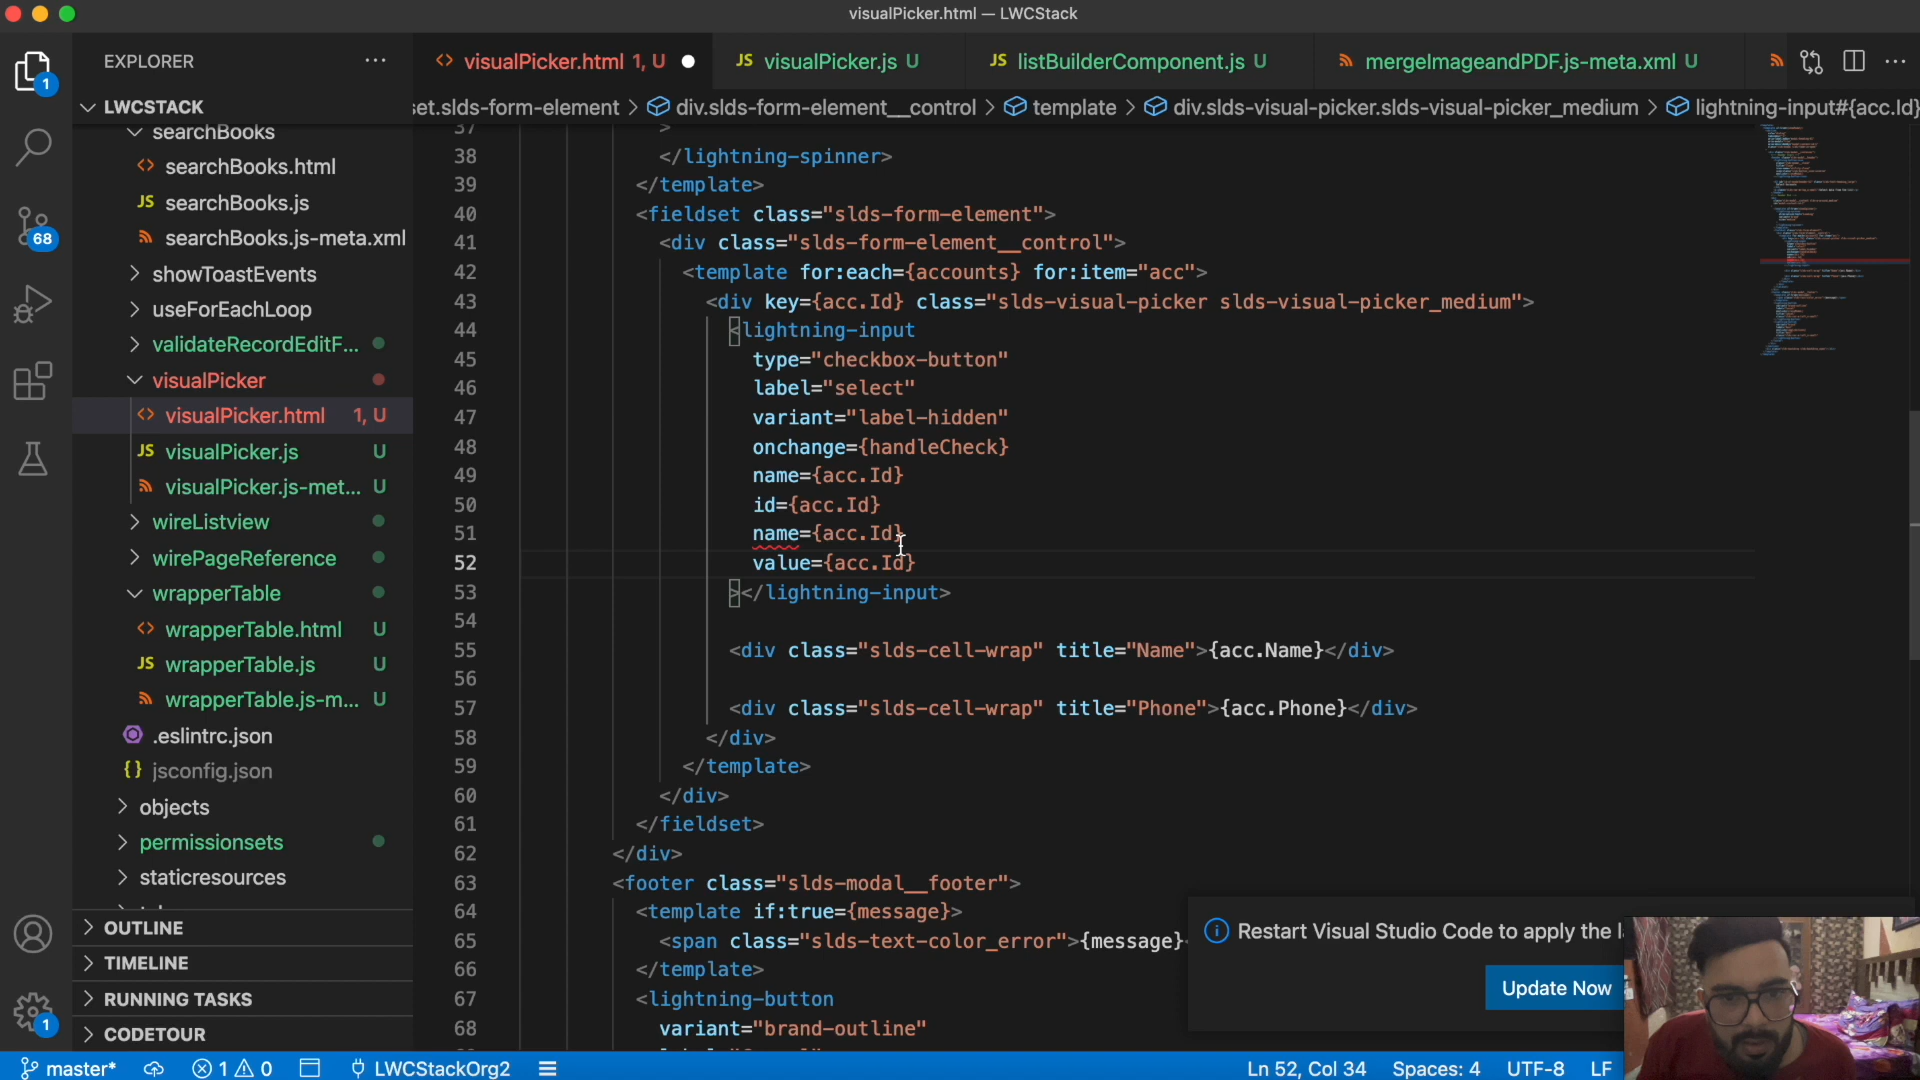 visualPicker.html — LWCStack
EXPLORER
visualPicker.html 1, U
JS visualPicker.js U
JS listBuilderComponent.js U
mergeImageandPDF.js-meta.xml U
1
LWCSTACK
set.slds-form-element > div.slds-form-element__control > template > div.slds-visual-picker.slds-visual-picker_medium > lightning-input#{acc.Id}
searchBooks
searchBooks.html
JS searchBooks.js
searchBooks.js-meta.xml
68
showToastEvents
useForEachLoop
validateRecordEditF...
visualPicker
visualPicker.html 1, U
JS visualPicker.js U
visualPicker.js-met... U
wireListview
wirePageReference
wrapperTable
wrapperTable.html U
JS wrapperTable.js U
wrapperTable.js-m... U
.eslintrc.json
{} jsconfig.json
objects
permissionsets
staticresources
OUTLINE
TIMELINE
RUNNING TASKS
CODETOUR
1
37 >
38 </lightning-spinner>
39 </template>
40 <fieldset class="slds-form-element">
41 <div class="slds-form-element__control">
42 <template for:each={accounts} for:item="acc">
43 <div key={acc.Id} class="slds-visual-picker slds-visual-picker_medium">
44 <lightning-input
45 type="checkbox-button"
46 label="select"
47 variant="label-hidden"
48 onchange={handleCheck}
49 name={acc.Id}
50 id={acc.Id}
51 name={acc.Id}
52 value={acc.Id}
53 ></lightning-input>
54
55 <div class="slds-cell-wrap" title="Name">{acc.Name}</div>
56
57 <div class="slds-cell-wrap" title="Phone">{acc.Phone}</div>
58 </div>
59 </template>
60 </div>
61 </fieldset>
62 </div>
63 <footer class="slds-modal__footer">
64 <template if:true={message}>
65 <span class="slds-text-color_error">{message}
66 </template>
67 <lightning-button
68 variant="brand-outline"
Restart Visual Studio Code to apply the
Update Now
master* 1 0 LWCStackOrg2
Ln 52, Col 34 Spaces: 4 UTF-8 LF